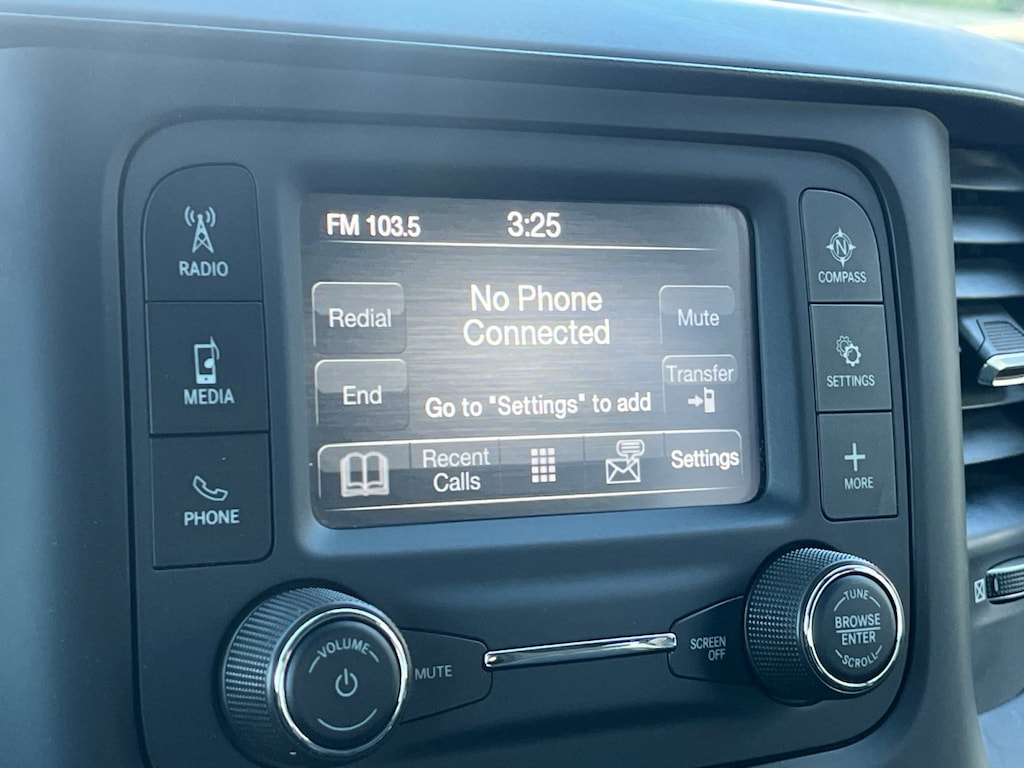 RADIO
MEDIA
PHONE
FM 103.5 3:25
Redial
No Phone
Connected
Mute
End
Transfer
Go to "Settings" to add
Recent
Calls
Settings
N
COMPASS
SETTINGS
MORE
VOLUME
MUTE
SCREEN
OFF
TUNE
BROWSE
ENTER
SCROLL